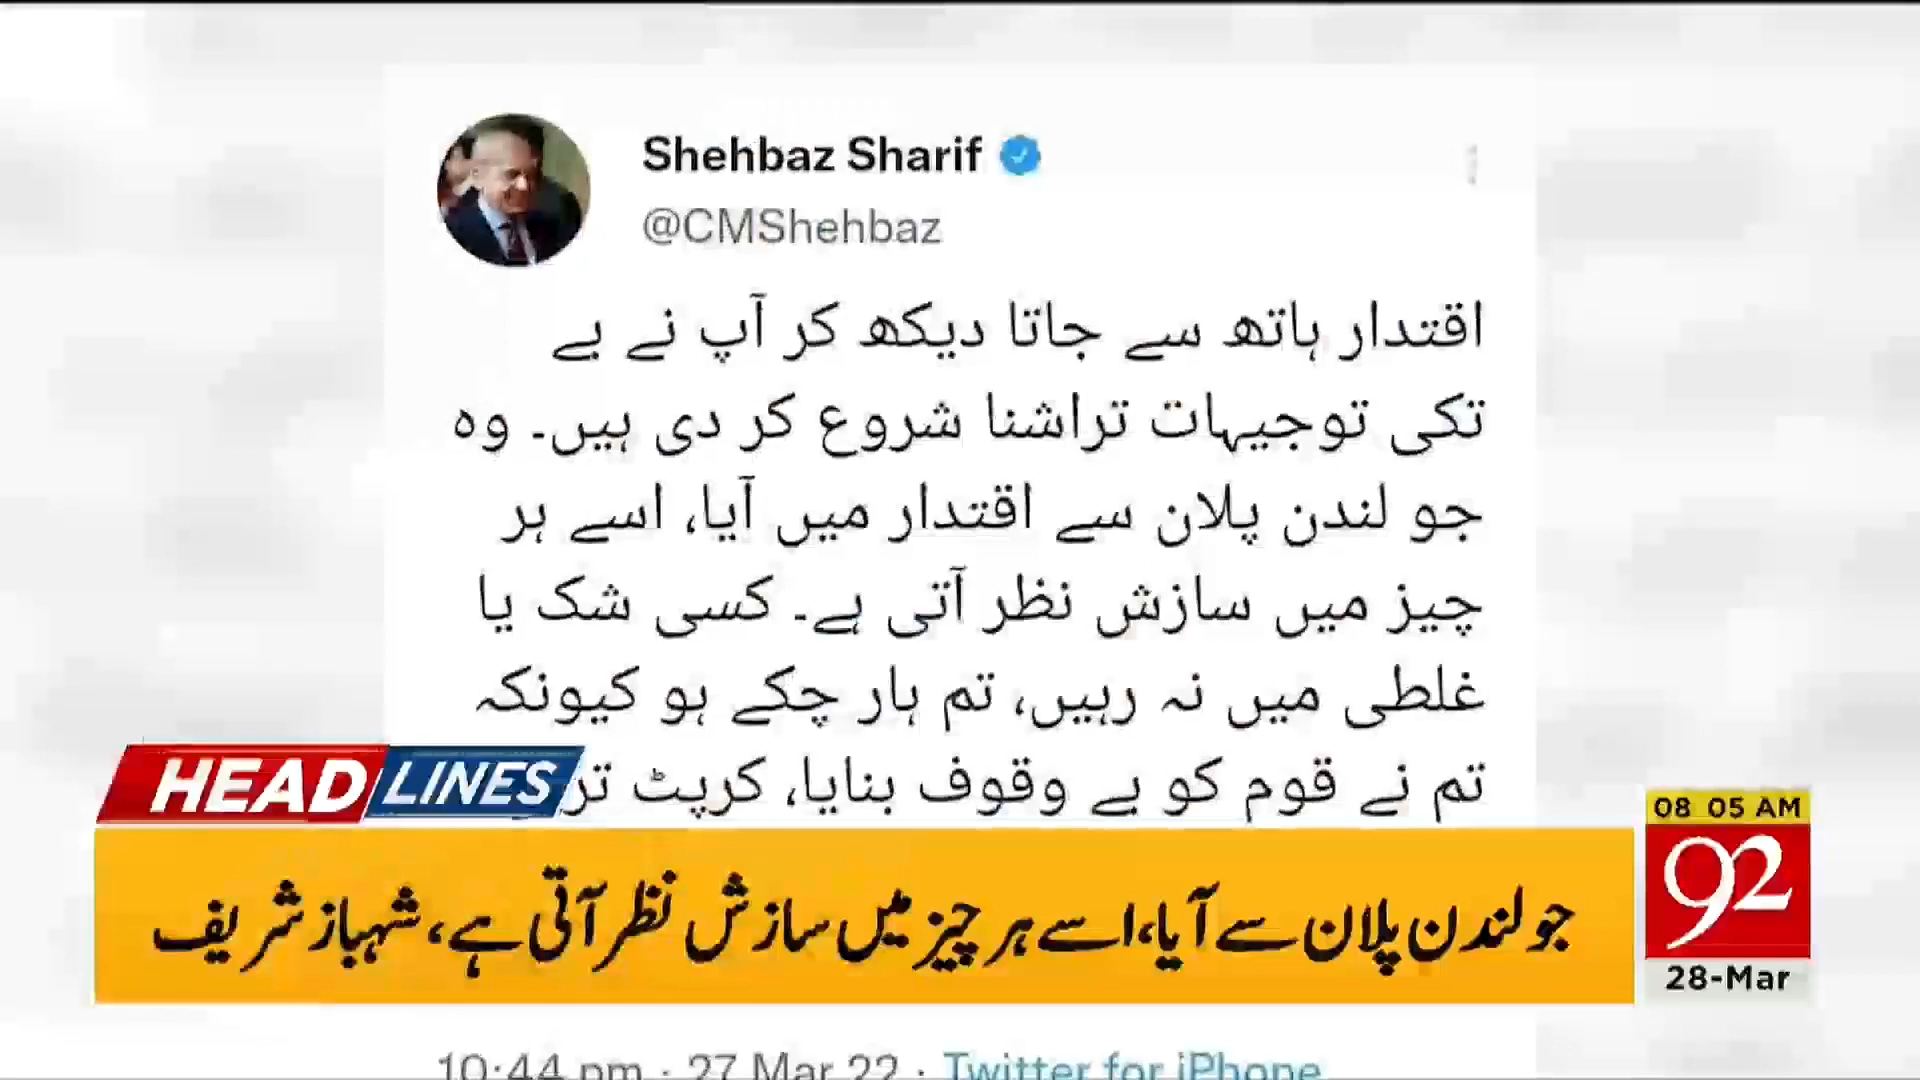 Shehbaz Sharif
@CMShehbaz
اقتدار ہاتھ سے جاتا دیکھ کر آپ نے بے
تکی توجیہات تراشنا شروع کر دی ہیں۔ وہ
جو لندن پلان سے اقتدار میں آیا، اسے ہر
چیز میں سازش نظر آتی ہے۔ کسی شک یا
غلطی میں نہ رہیں، تم ہار چکے ہو کیونکہ
تم نے قوم کو بے وقوف بنایا، کرپٹ
HEADLINES
08 05 AM
جو لندن پلان سے آیا، اسے ہر چیز میں سازش نظر آتی ہے، شہباز شریف
92
28-Mar
10:44 pm · 27 Mar 22 · Twitter for iPhone